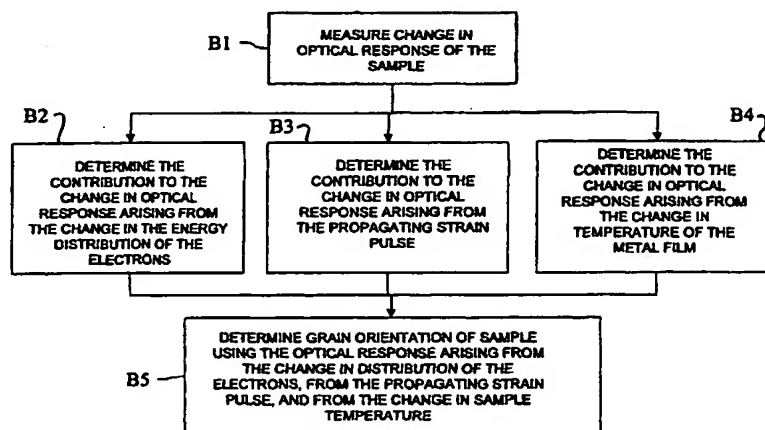 B1
MEASURE CHANGE IN
OPTICAL RESPONSE OF THE
SAMPLE
B2
DETERMINE THE
CONTRIBUTION TO THE
CHANGE IN OPTICAL
RESPONSE ARISING FROM
THE CHANGE IN THE ENERGY
DISTRIBUTION OF THE
ELECTRONS
B3
DETERMINE THE
CONTRIBUTION TO THE
CHANGE IN OPTICAL
RESPONSE ARISING FROM
THE PROPAGATING STRAIN
PULSE
B4
DETERMINE THE
CONTRIBUTION TO THE
CHANGE IN OPTICAL
RESPONSE ARISING FROM
THE CHANGE IN
TEMPERATURE OF THE
METAL FILM
B5
DETERMINE GRAIN ORIENTATION OF SAMPLE
USING THE OPTICAL RESPONSE ARISING FROM
THE CHANGE IN DISTRIBUTION OF THE
ELECTRONS, FROM THE PROPAGATING STRAIN
PULSE, AND FROM THE CHANGE IN SAMPLE
TEMPERATURE